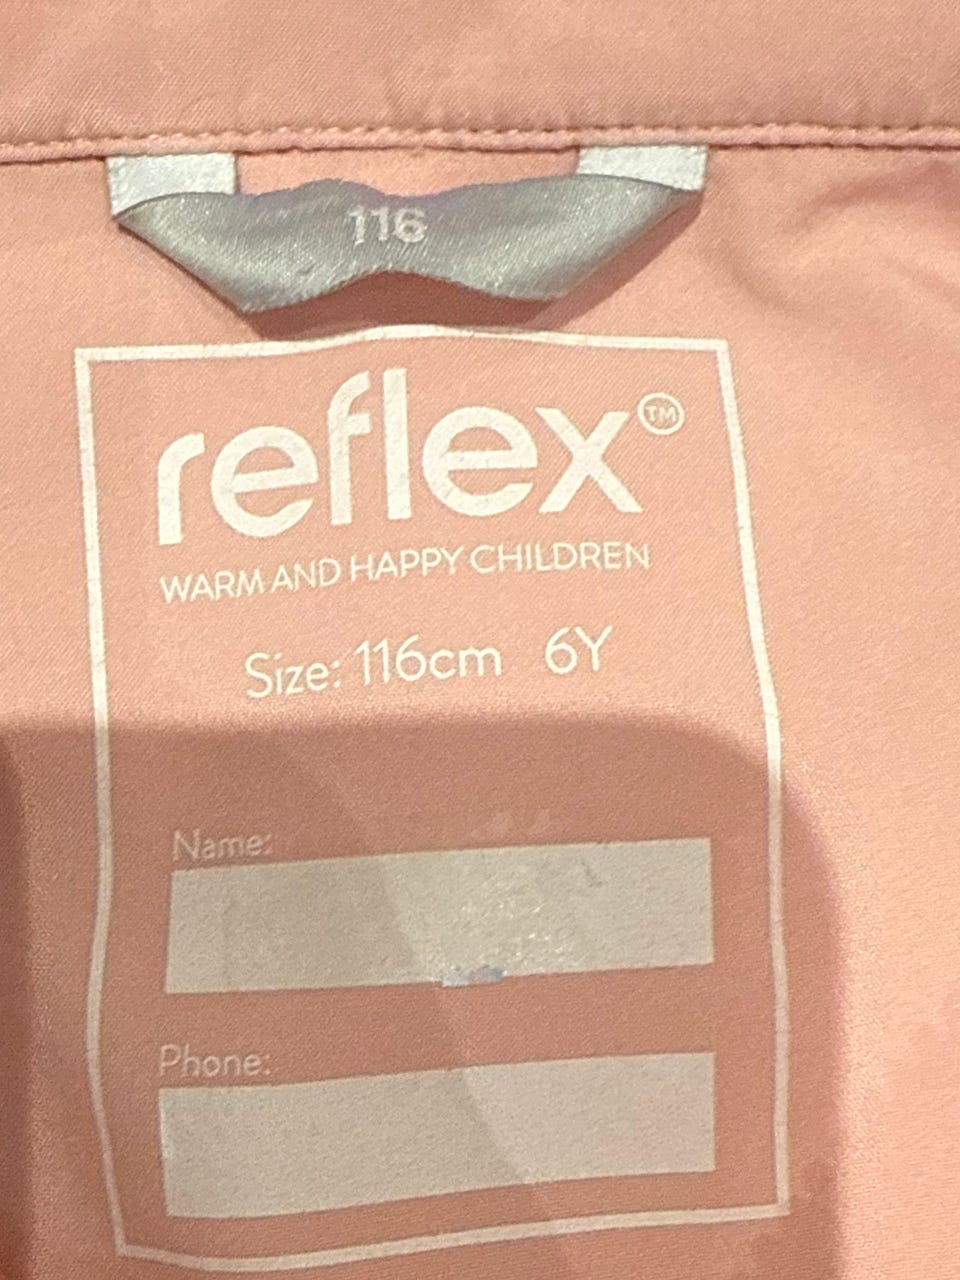 116
reflex™
WARM AND HAPPY CHILDREN
Size: 116cm 6Y
Name:
Phone: